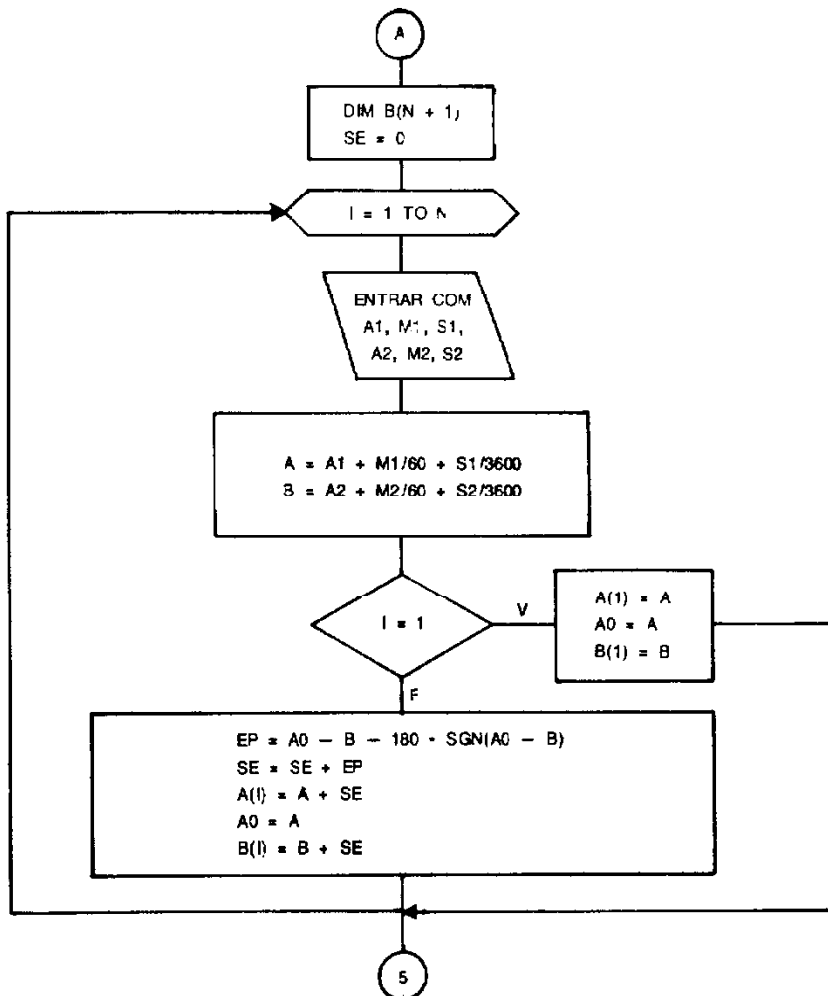 A
DIM B(N + 1)
SE = 0
I = 1 TO N
ENTRAR COM
A1, M1, S1,
A2, M2, S2
A = A1 + M1/60 + S1/3600
B = A2 + M2/60 + S2/3600
I = 1
V
A(1) = A
A0 = A
B(1) = B
F
EP = A0 − B − 180 * SGN(A0 − B)
SE = SE + EP
A(I) = A + SE
A0 = A
B(I) = B + SE
5